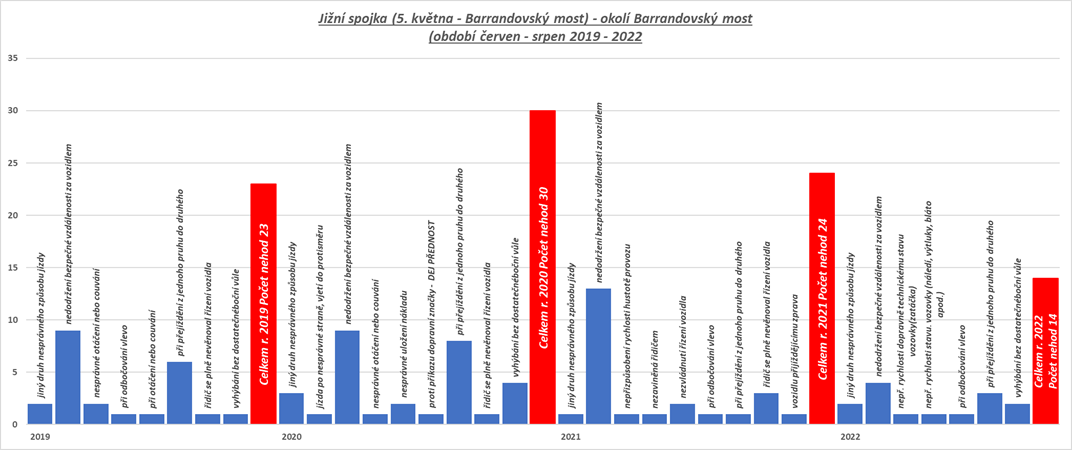 Jižní spojka (5. května - Barrandovský most) - okolí Barrandovský most
(období červen - srpen 2019 - 2022
35
30
25
20
15
10
5
0
jiný druh nesprávného způsobu jízdy
nedodržení bezpečné vzdálenosti za vozidlem
nesprávné otáčení nebo couvání
při odbočování vlevo
při otáčení nebo couvání
při přejíždění z jednoho pruhu do druhého
řidič se plně nevěnoval řízení vozidla
vyhýbání bez dostatečnéboční vůle
Celkem r. 2019 Počet nehod 23
jiný druh nesprávného způsobu jízdy
jízda po nesprávné straně, vjetí do protisměru
nedodržení bezpečné vzdálenosti za vozidlem
nesprávné otáčení nebo couvání
nesprávné uložení nákladu
proti příkazu dopravní značky - DEJ PŘEDNOST
při přejíždění z jednoho pruhu do druhého
řidič se plně nevěnoval řízení vozidla
vyhýbání bez dostatečnéboční vůle
Celkem r. 2020 Počet nehod 30
jiný druh nesprávného způsobu jízdy
nedodržení bezpečné vzdálenosti za vozidlem
nepřizpůsobení rychlosti hustotě provozu
nezaviněná řidičem
nezvládnutí řízení vozidla
při odbočování vlevo
při přejíždění z jednoho pruhu do druhého
řidič se plně nevěnoval řízení vozidla
vozidlu přijíždějícímu zprava
Celkem r. 2021 Počet nehod 24
jiný druh nesprávného způsobu jízdy
nedodržení bezpečné vzdálenosti za vozidlem
nepř. rychlosti dopravně technickému stavu
vozovky(zatáčka)
nepř. rychlosti stavu. vozovky (náledí, výtluky, bláto
apod.)
při odbočování vlevo
při přejíždění z jednoho pruhu do druhého
vyhýbání bez dostatečnéboční vůle
Celkem r. 2022
Počet nehod 14
2019
2020
2021
2022